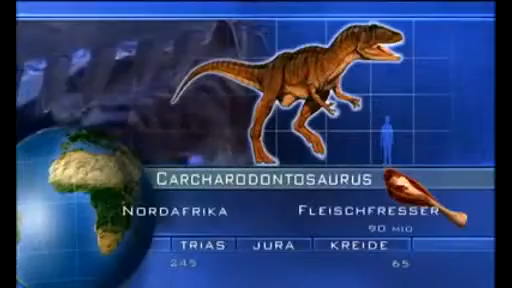 CARCHARODONTOSAURUS
NORDAFRIKA FLEISCHFRESSER
90 MIO
TRIAS JURA KREIDE
245 65